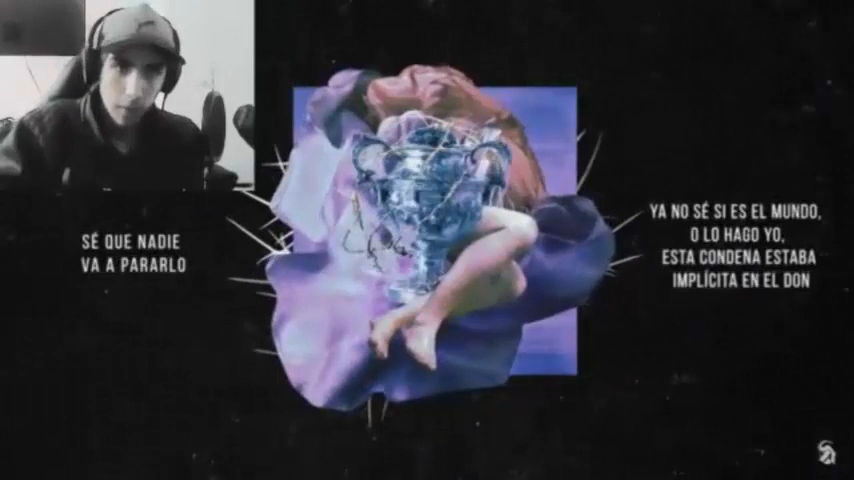 SÉ QUE NADIE
VA A PARARLO
YA NO SÉ SI ES EL MUNDO,
O LO HAGO YO,
ESTA CONDENA ESTABA
IMPLÍCITA EN EL DON